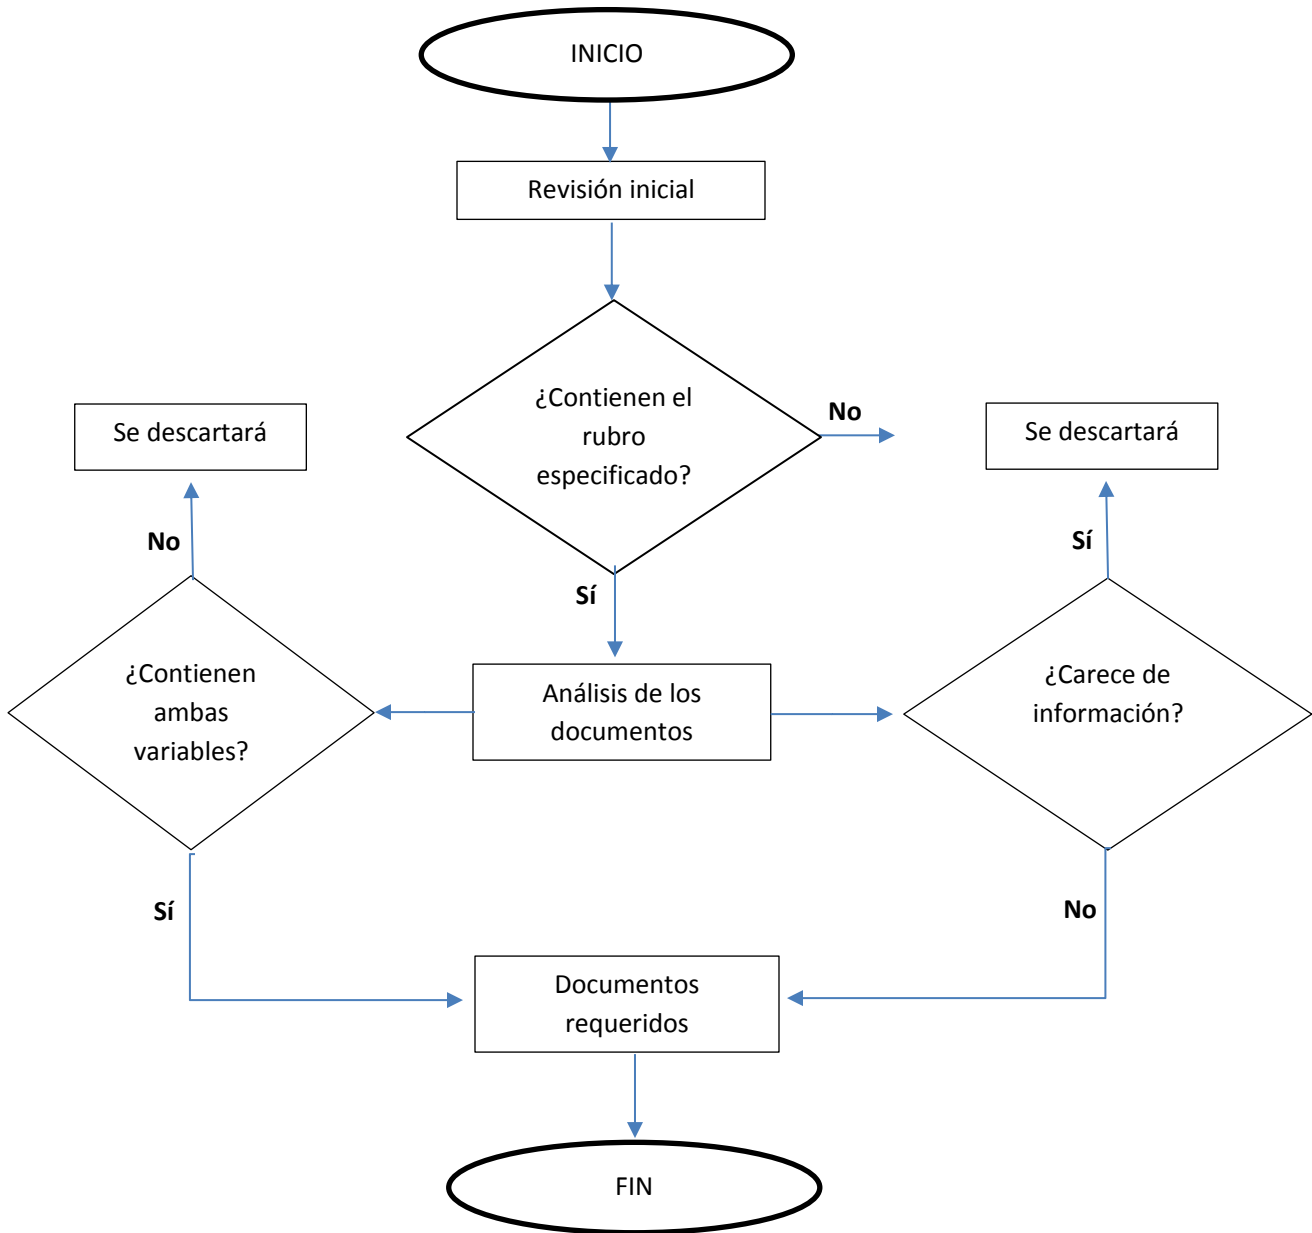 INICIO
Revisión inicial
¿Contienen el
rubro
especificado?
No
Se descartará
Se descartará
No
Sí
Sí
¿Contienen
ambas
variables?
Análisis de los
documentos
¿Carece de
información?
Sí
No
Documentos
requeridos
FIN